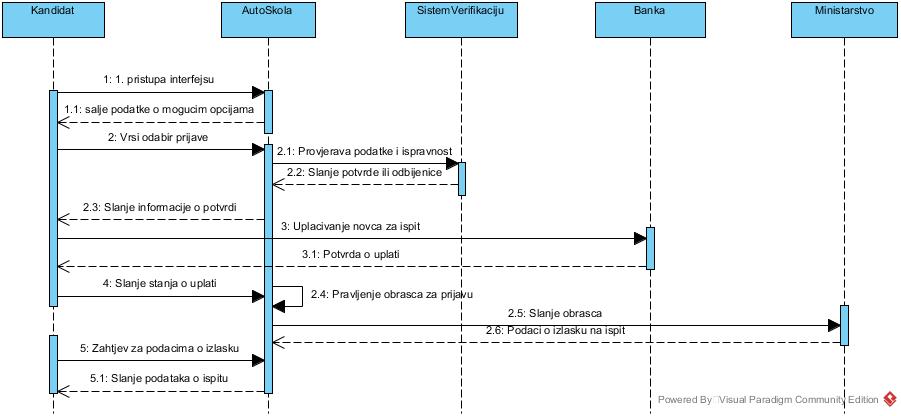 Kandidat
AutoSkola
SistemVerifikaciju
Banka
Ministarstvo
1: 1. pristupa interfejsu
1.1: salje podatke o mogucim opcijama
2: Vrsi odabir prijave
2.1: Provjerava podatke i ispravnost
2.2: Slanje potvrde ili odbijenice
2.3: Slanje informacije o potvrdi
3: Uplacivanje novca za ispit
3.1: Potvrda o uplati
4: Slanje stanja o uplati
2.4: Pravljenje obrasca za prijavu
2.5: Slanje obrasca
2.6: Podaci o izlasku na ispit
5: Zahtjev za podacima o izlasku
5.1: Slanje podataka o ispitu
Powered By Visual Paradigm Community Edition